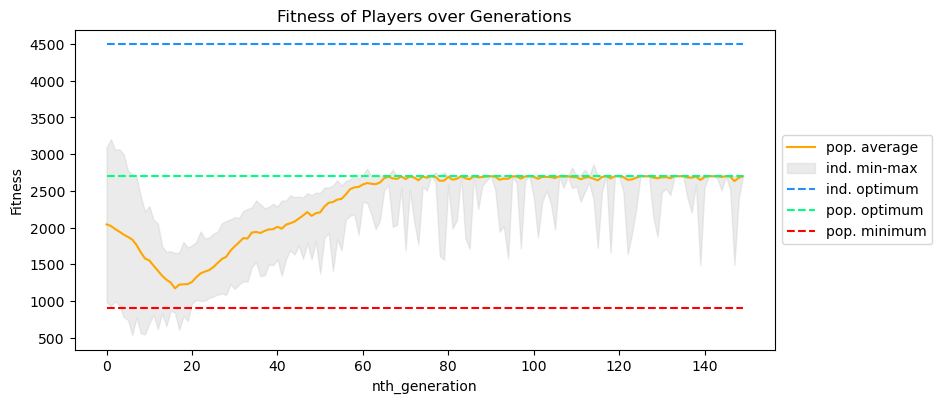 Fitness of Players over Generations
Fitness
4500
4000
3500
3000
2500
2000
1500
1000
500
0
20
40
60
80
100
120
140
nth_generation
pop. average
ind. min-max
ind. optimum
pop. optimum
pop. minimum